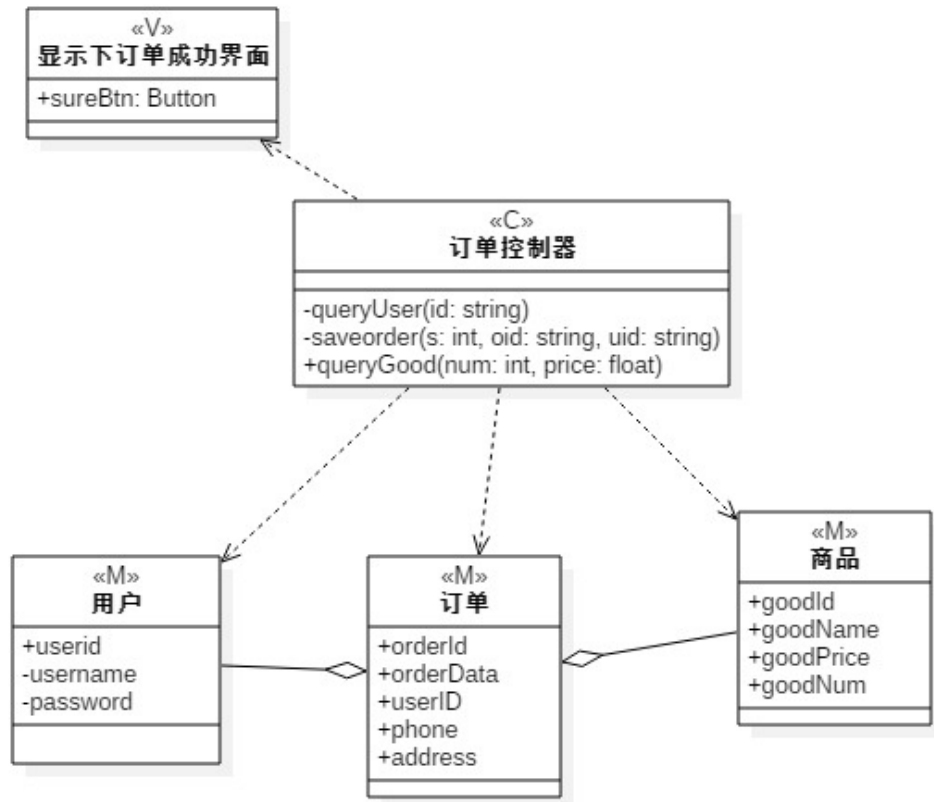 «V»
显示下订单成功界面
+sureBtn: Button
«C»
订单控制器
-queryUser(id: string)
-saveorder(s: int, oid: string, uid: string)
+queryGood(num: int, price: float)
«M»
用户
+userid
-username
-password
«M»
订单
+orderId
+orderData
+userID
+phone
+address
«M»
商品
+goodId
+goodName
+goodPrice
+goodNum